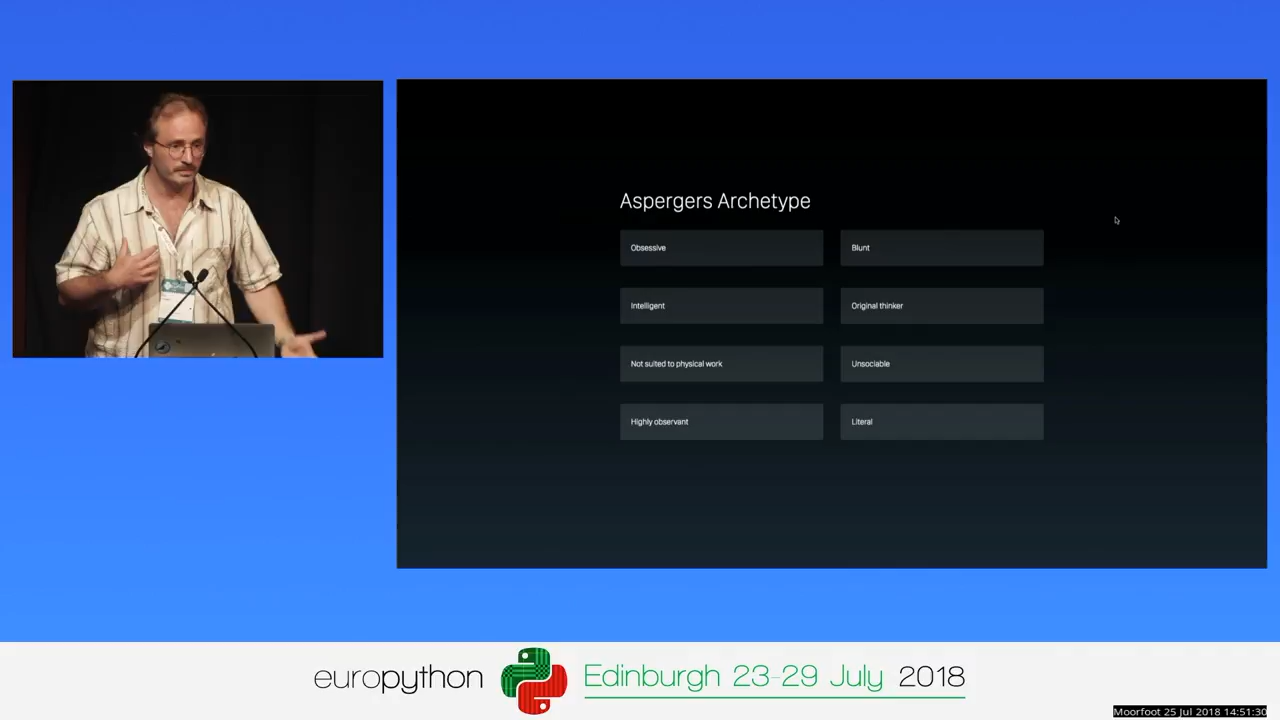 Aspergers Archetype
Obsessive
Blunt
Intelligent
Original thinker
Not suited to physical work
Unsociable
Highly observant
Literal
europython
Edinburgh 23-29 July 2018
Moorfoot 25 Jul 2018 14:51:30